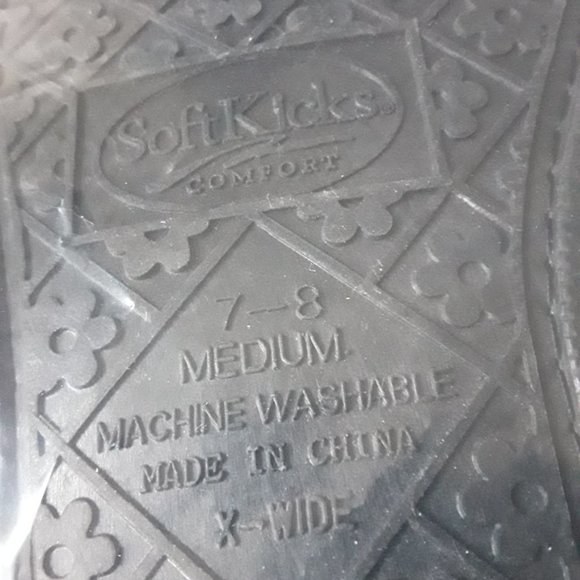 SoftKicks®
COMFORT
7-8
MEDIUM.
MACHINE WASHABLE
MADE IN CHINA
X-WIDE